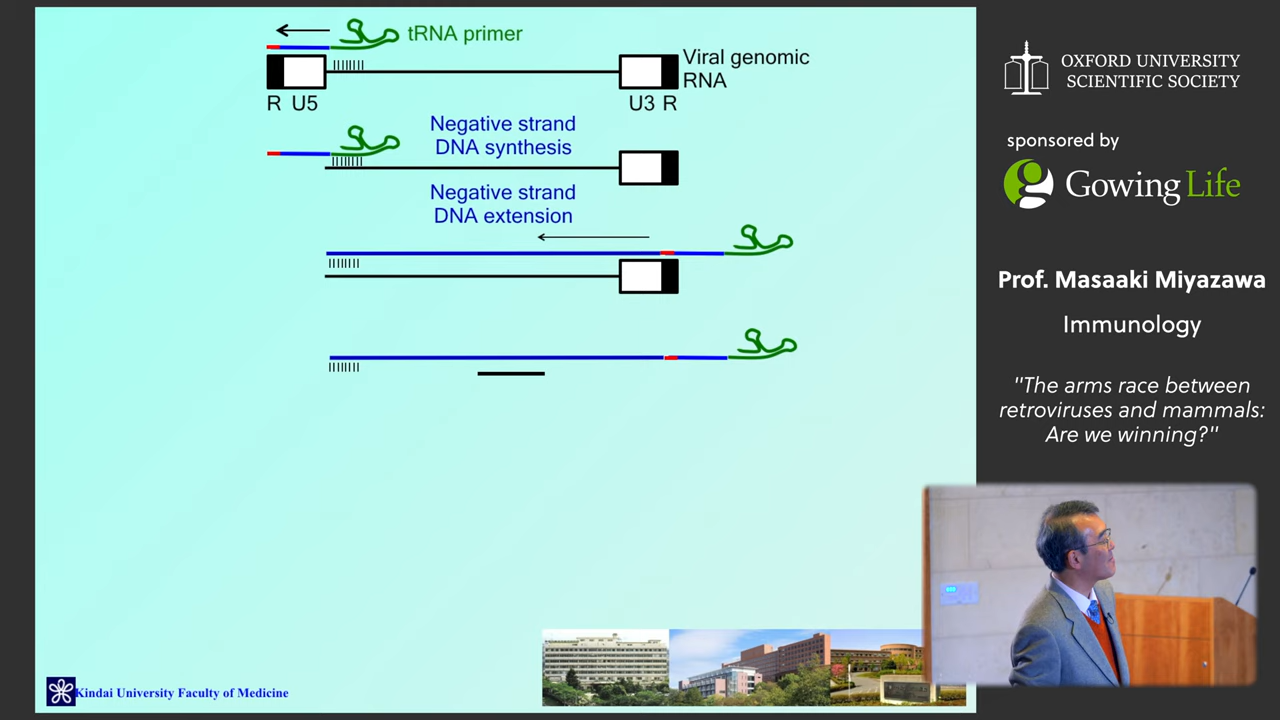 tRNA primer
Viral genomic
RNA
R U5
U3 R
Negative strand
DNA synthesis
Negative strand
DNA extension
Kindai University Faculty of Medicine
OXFORD UNIVERSITY
SCIENTIFIC SOCIETY
sponsored by
Gowing Life
Prof. Masaaki Miyazawa
Immunology
"The arms race between
retroviruses and mammals:
Are we winning?"